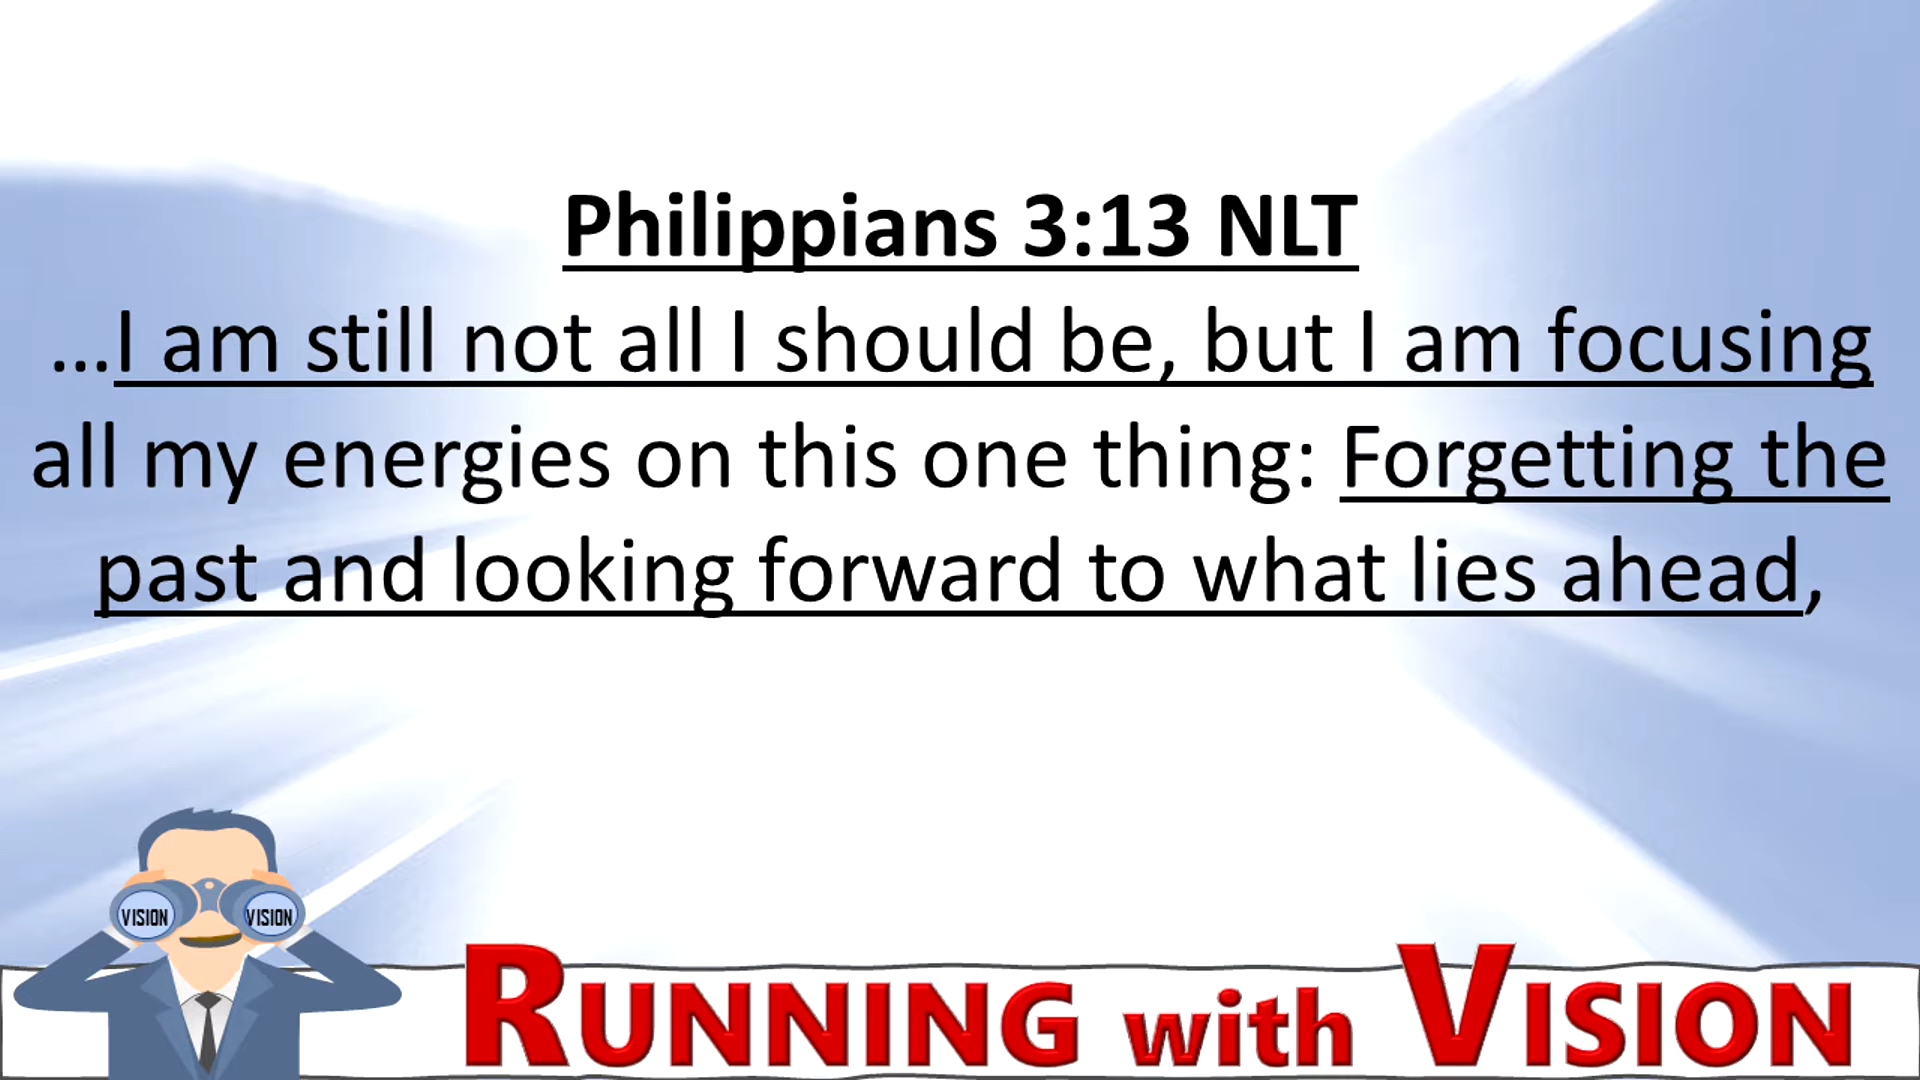 Philippians 3:13 NLT
…I am still not all I should be, but I am focusing
all my energies on this one thing: Forgetting the
past and looking forward to what lies ahead,
VISION VISION
RUNNING with VISION